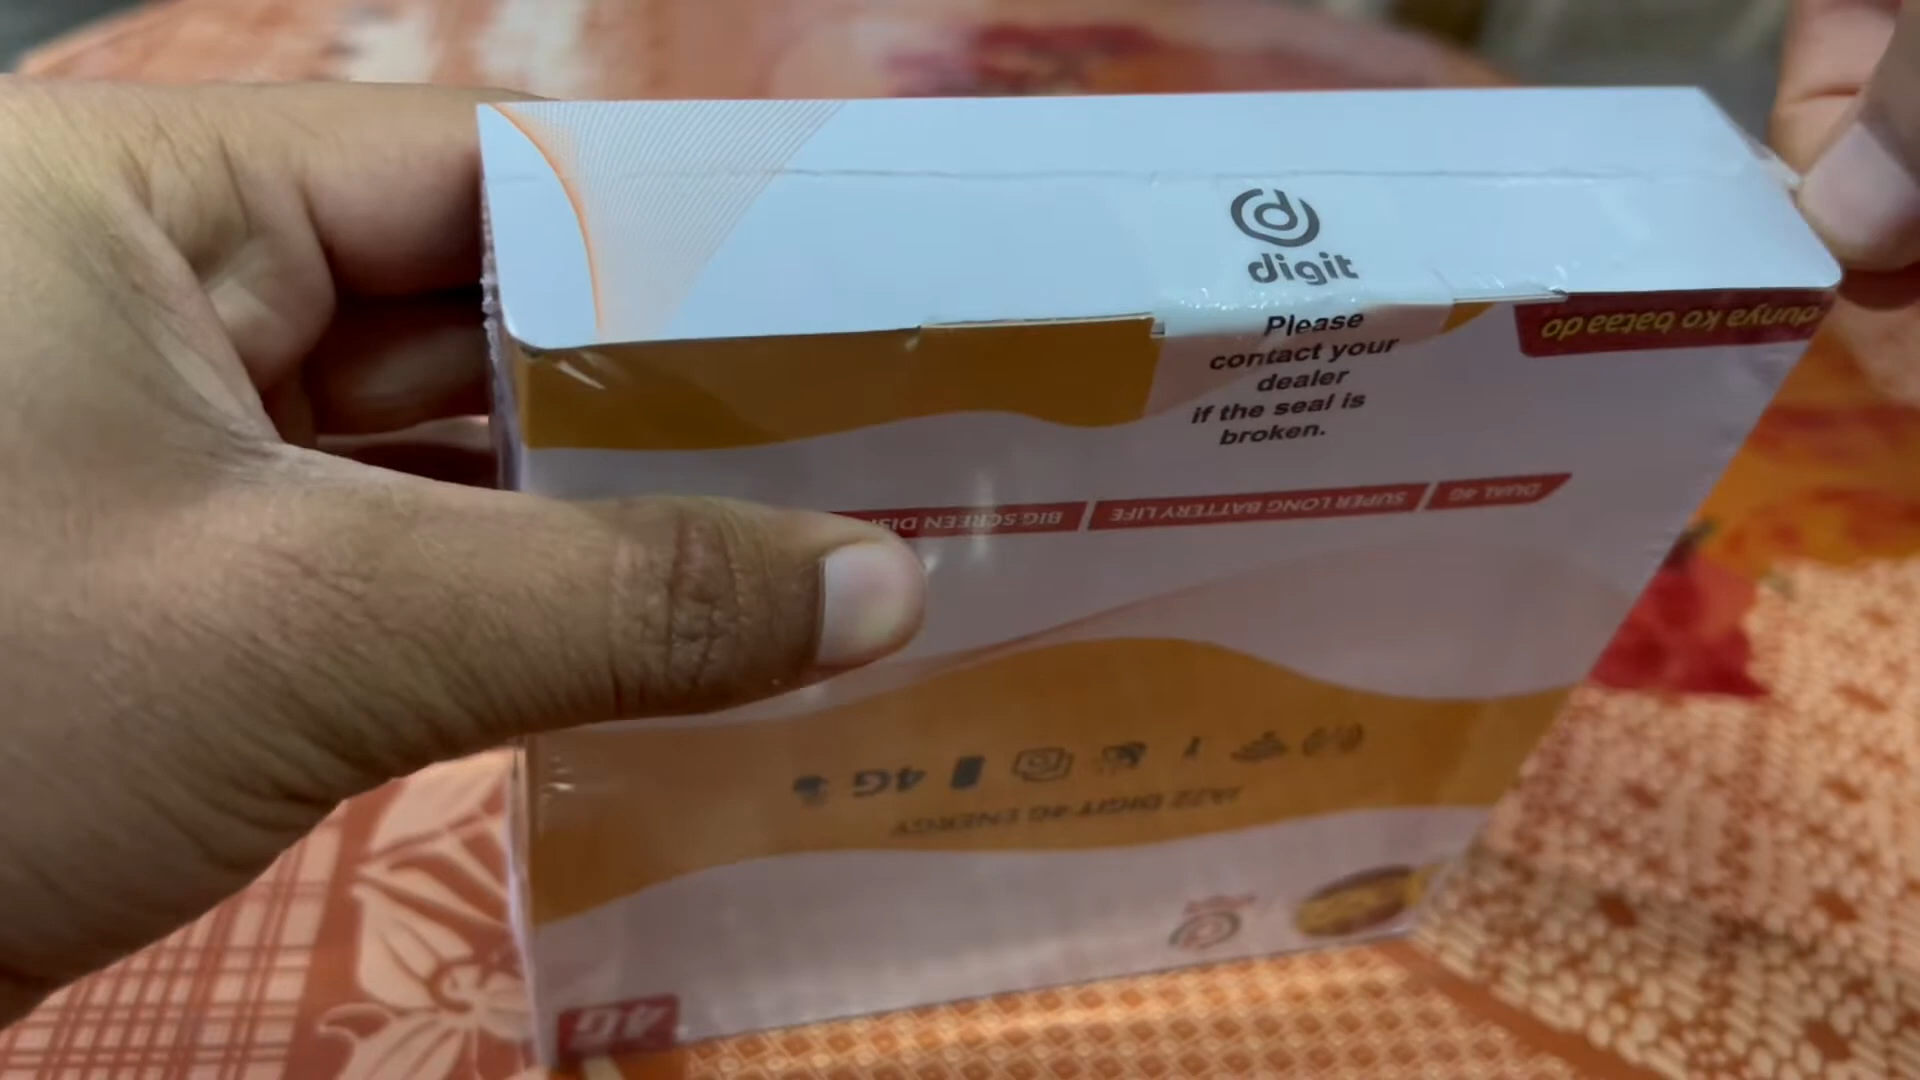 digit
Please
contact your
dealer
if the seal is
broken.
dunya ko bataa do
DUAL 4G
SUPER LONG BATTERY LIFE
BIG SCREEN
4G
DIGIT 4G ENERGY
4G